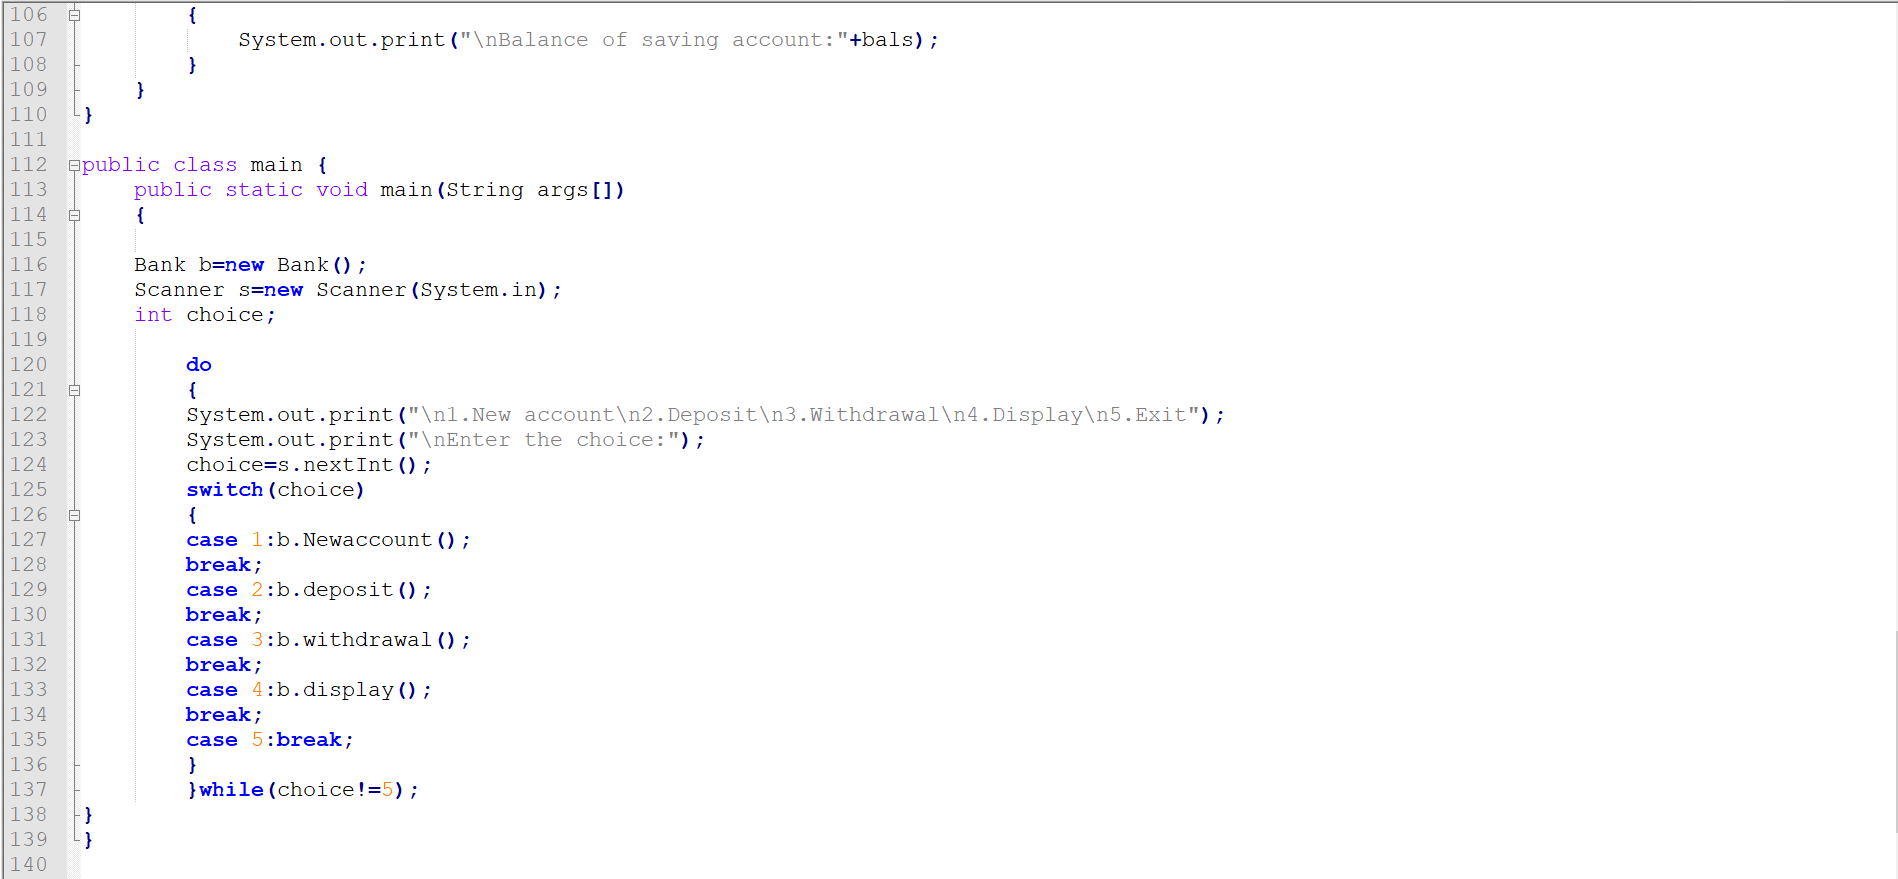 106 {
107 System.out.print("\nBalance of saving account:"+bals);
108 }
109 }
110 }
111
112 public class main {
113 public static void main(String args[])
114 {
115
116 Bank b=new Bank();
117 Scanner s=new Scanner(System.in);
118 int choice;
119
120 do
121 {
122 System.out.print("\n1.New account\n2.Deposit\n3.Withdrawal\n4.Display\n5.Exit");
123 System.out.print("\nEnter the choice:");
124 choice=s.nextInt();
125 switch(choice)
126 {
127 case 1:b.Newaccount();
128 break;
129 case 2:b.deposit();
130 break;
131 case 3:b.withdrawal();
132 break;
133 case 4:b.display();
134 break;
135 case 5:break;
136 }
137 }while(choice!=5);
138 }
139 }
140